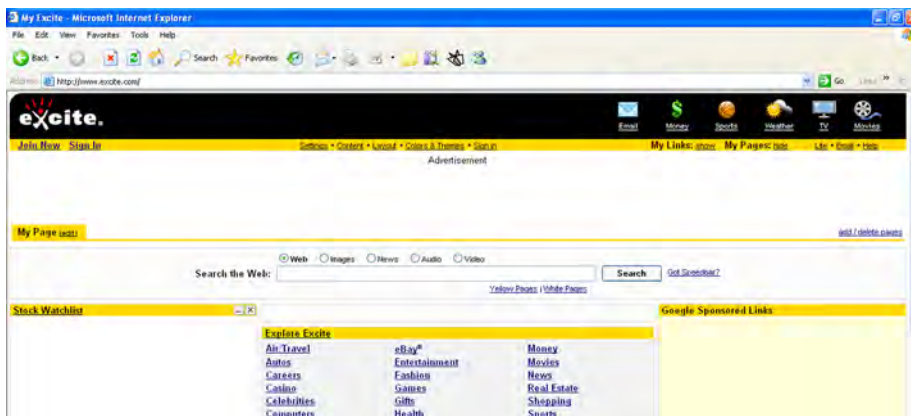 My Excite - Microsoft Internet Explorer
File Edit View Favorites Tools Help
Back Search Favorites
Address http://www.excite.com/ Go Links
excite.
Email Money Sports Weather TV Movies
Join Now Sign In Settings • Content • Layout • Colors & Themes • Sign in My Links: show My Pages: hide Life • Email • Help
Advertisement
My Page (edit) add / delete pages
Web Images News Audio Video
Search the Web: Search Got Speedbar?
Yellow Pages | White Pages
Stock Watchlist Google Sponsored Links
Explore Excite
Air Travel eBay® Money
Autos Entertainment Movies
Careers Fashion News
Casino Games Real Estate
Celebrities Gifts Shopping
Computers Health Sports